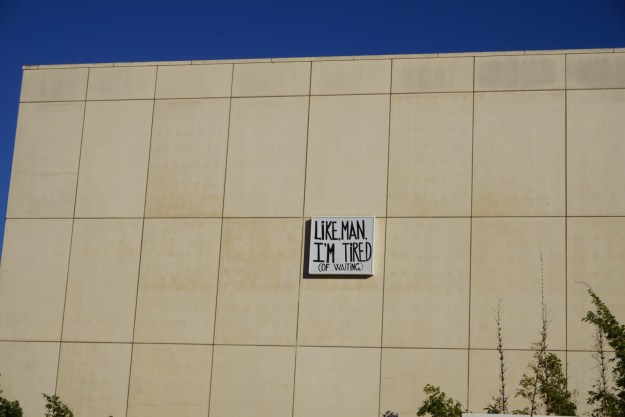 LiKE, MAN,
I'M TIRED
(OF WAITING)